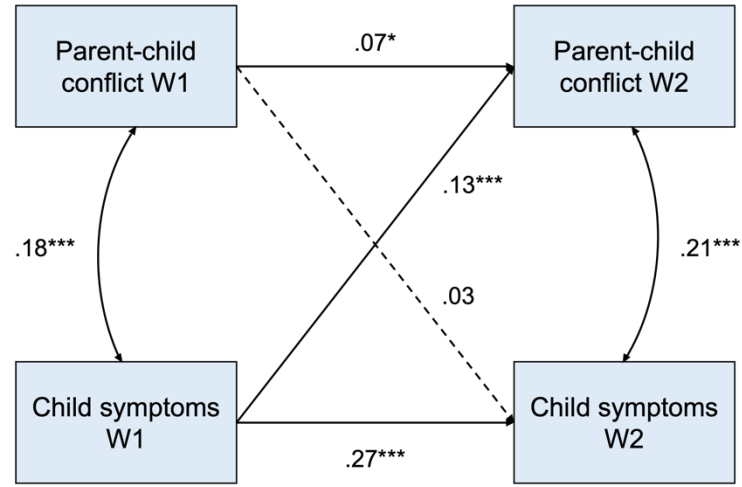 Parent-child
conflict W1
.07*
Parent-child
conflict W2
.13***
.18***
.21***
.03
Child symptoms
W1
.27***
Child symptoms
W2